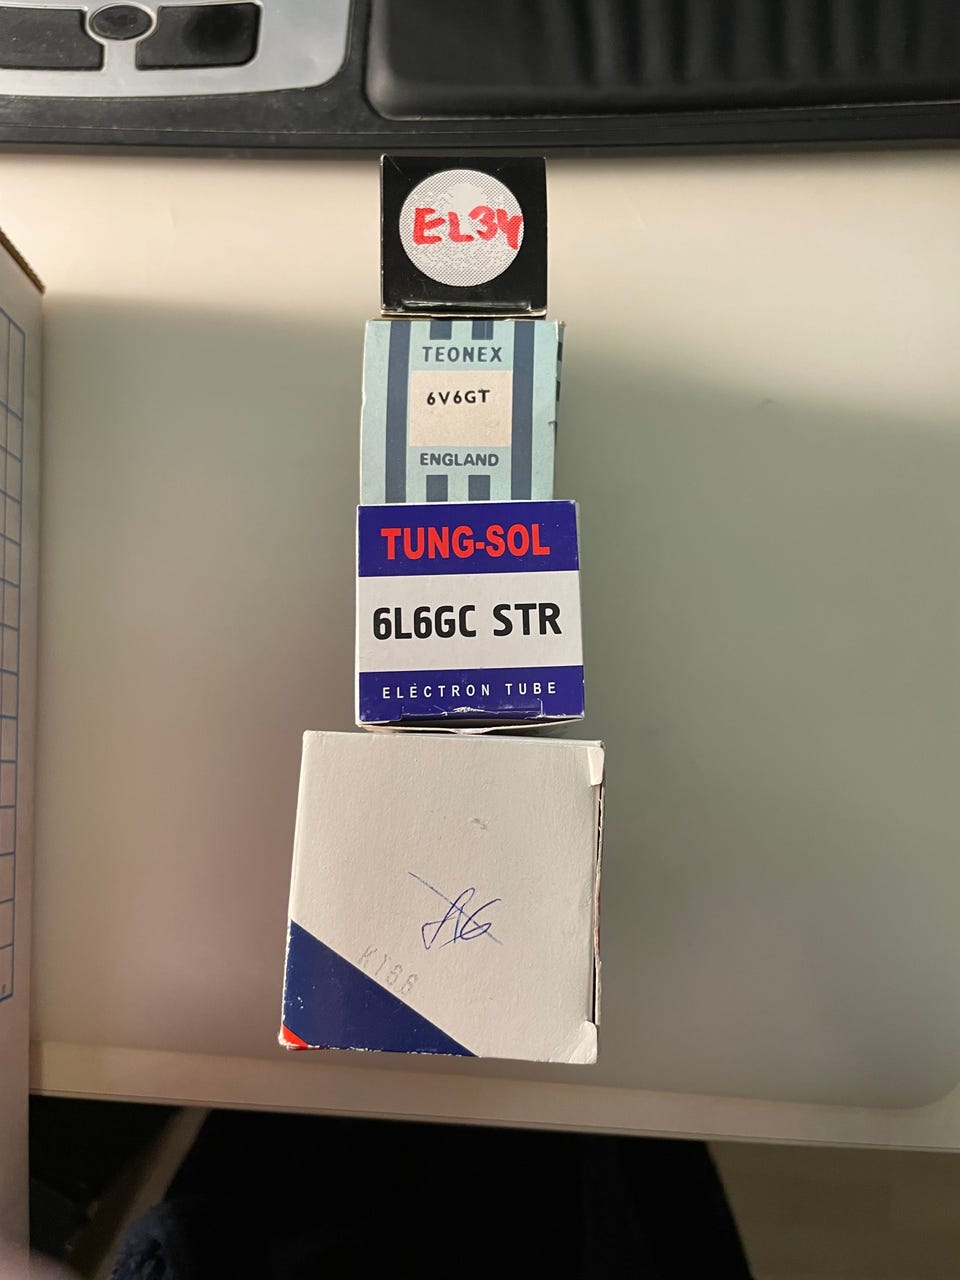 EL34
TEONEX
6V6GT
ENGLAND
TUNG-SOL
6L6GC STR
ELECTRON TUBE
KT88